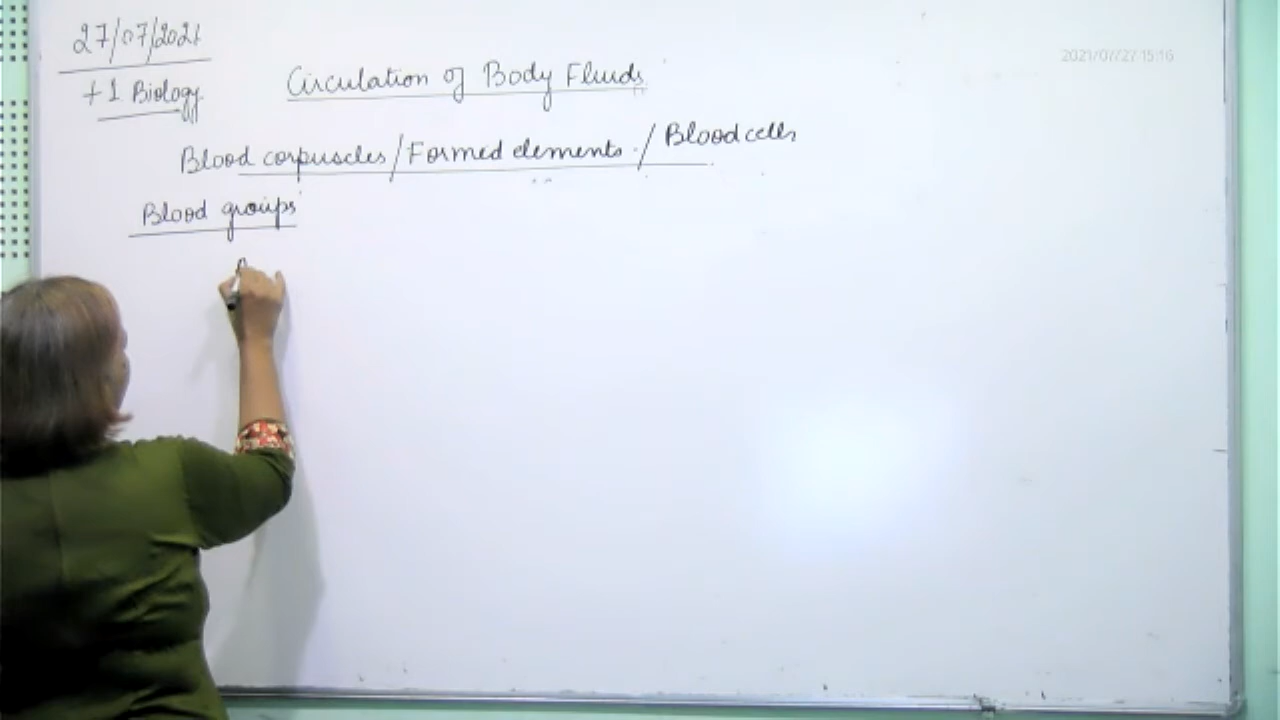 27/07/2021
2021/07/27 15:16
+1 Biology
Circulation of Body Fluids
Blood corpuscles/Formed elements./Blood cells
Blood groups